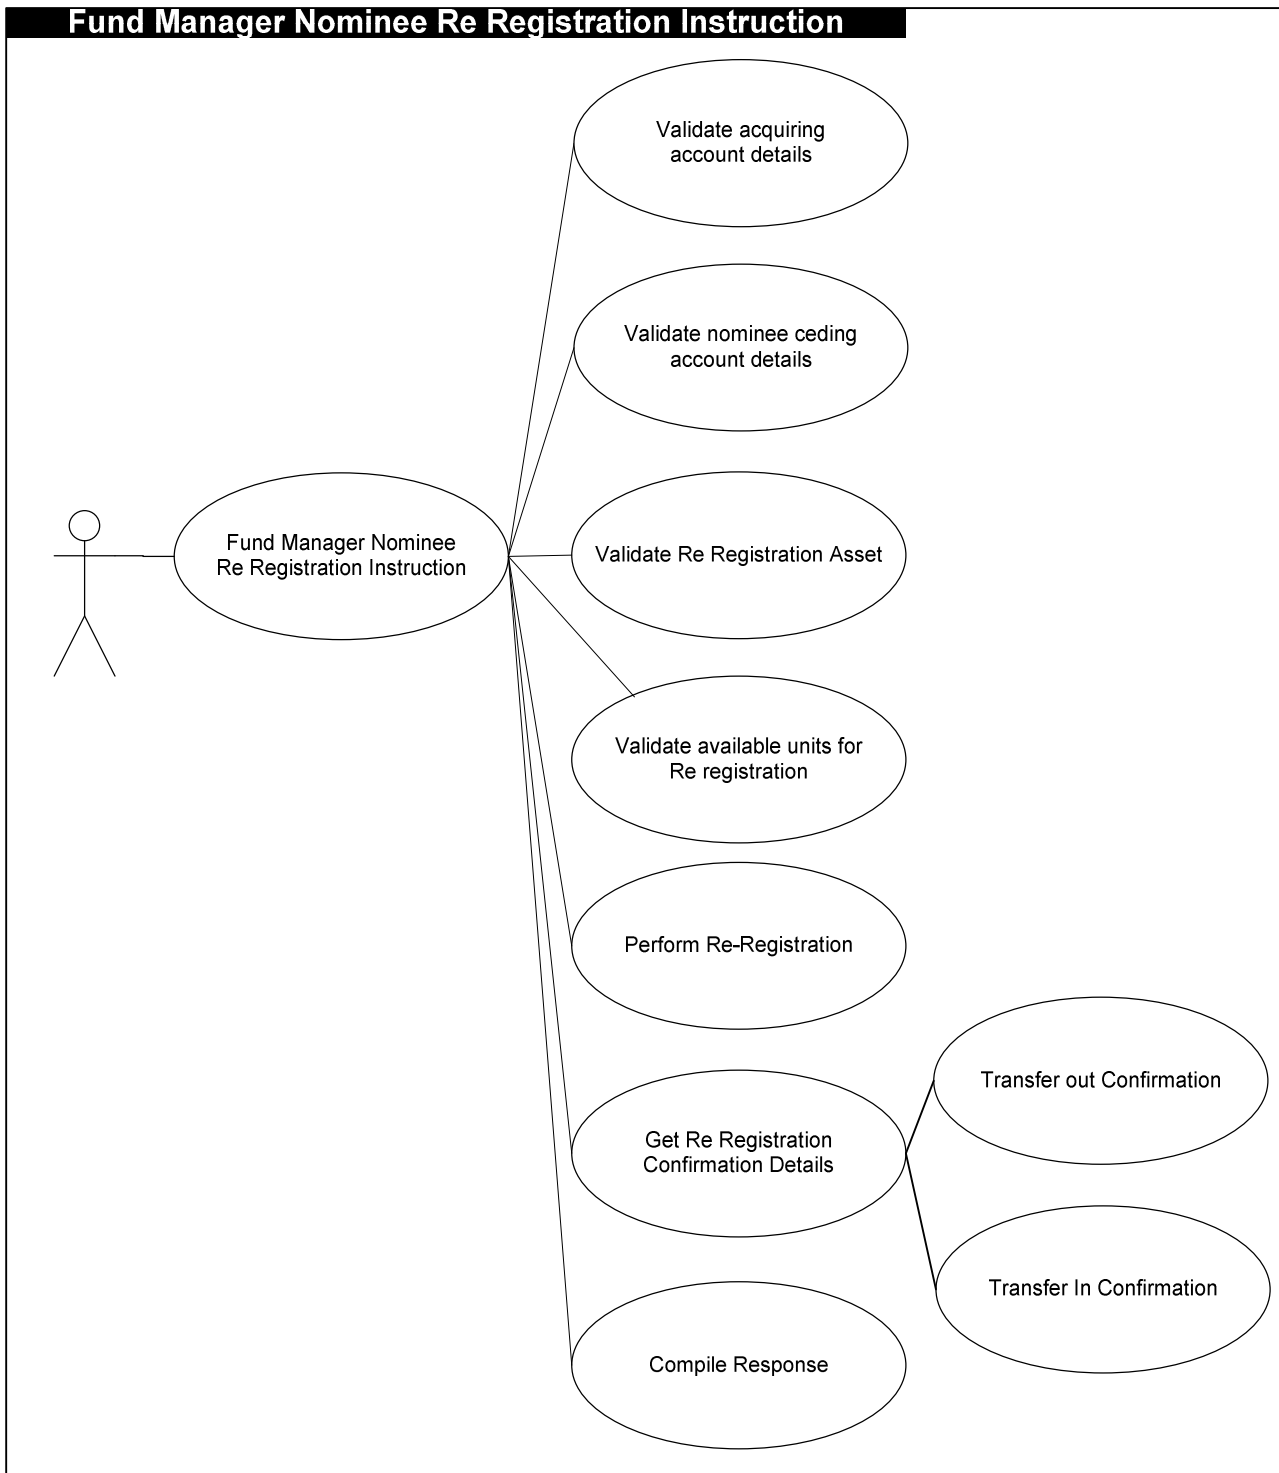 Fund Manager Nominee Re Registration Instruction
Validate acquiring
account details
Validate nominee ceding
account details
Fund Manager Nominee
Re Registration Instruction
Validate Re Registration Asset
Validate available units for
Re registration
Perform Re-Registration
Transfer out Confirmation
Get Re Registration
Confirmation Details
Transfer In Confirmation
Compile Response